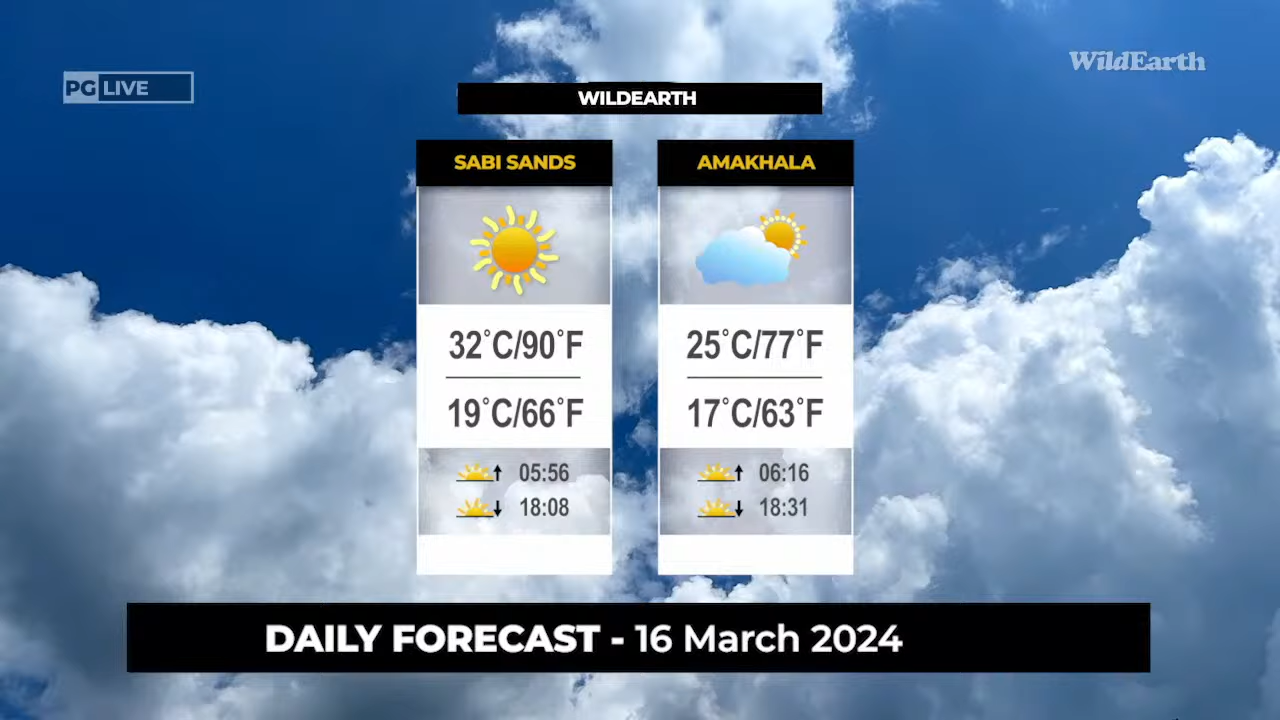 PG LIVE
WildEarth
WILDEARTH
SABI SANDS
32°C/90°F
19°C/66°F
05:56
18:08
AMAKHALA
25°C/77°F
17°C/63°F
06:16
18:31
DAILY FORECAST - 16 March 2024